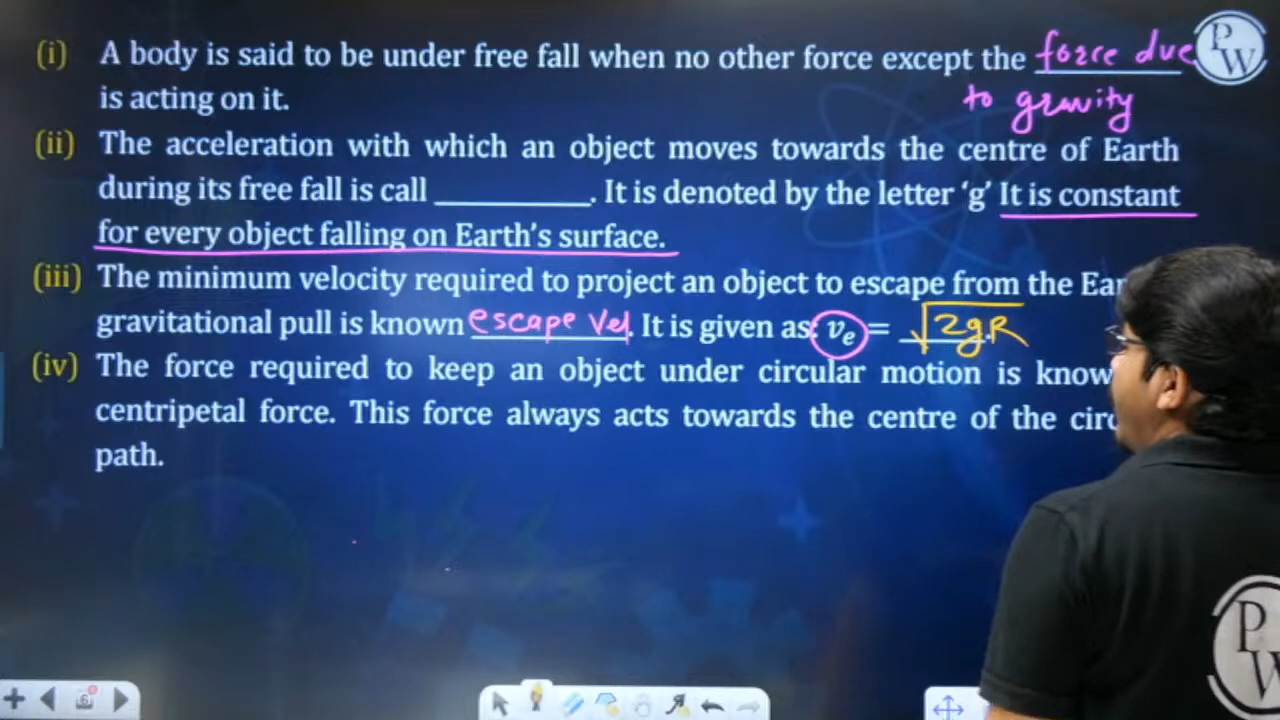 (i) A body is said to be under free fall when no other force except the force due
is acting on it. to gravity
(ii) The acceleration with which an object moves towards the centre of Earth
during its free fall is call __________. It is denoted by the letter ‘g’ It is constant
for every object falling on Earth’s surface.
(iii) The minimum velocity required to project an object to escape from the
gravitational pull is known escape Vel. It is given as: vₑ = √2gR
(iv) The force required to keep an object under circular motion is
centripetal force. This force always acts towards the centre of the
path.
PW
PW